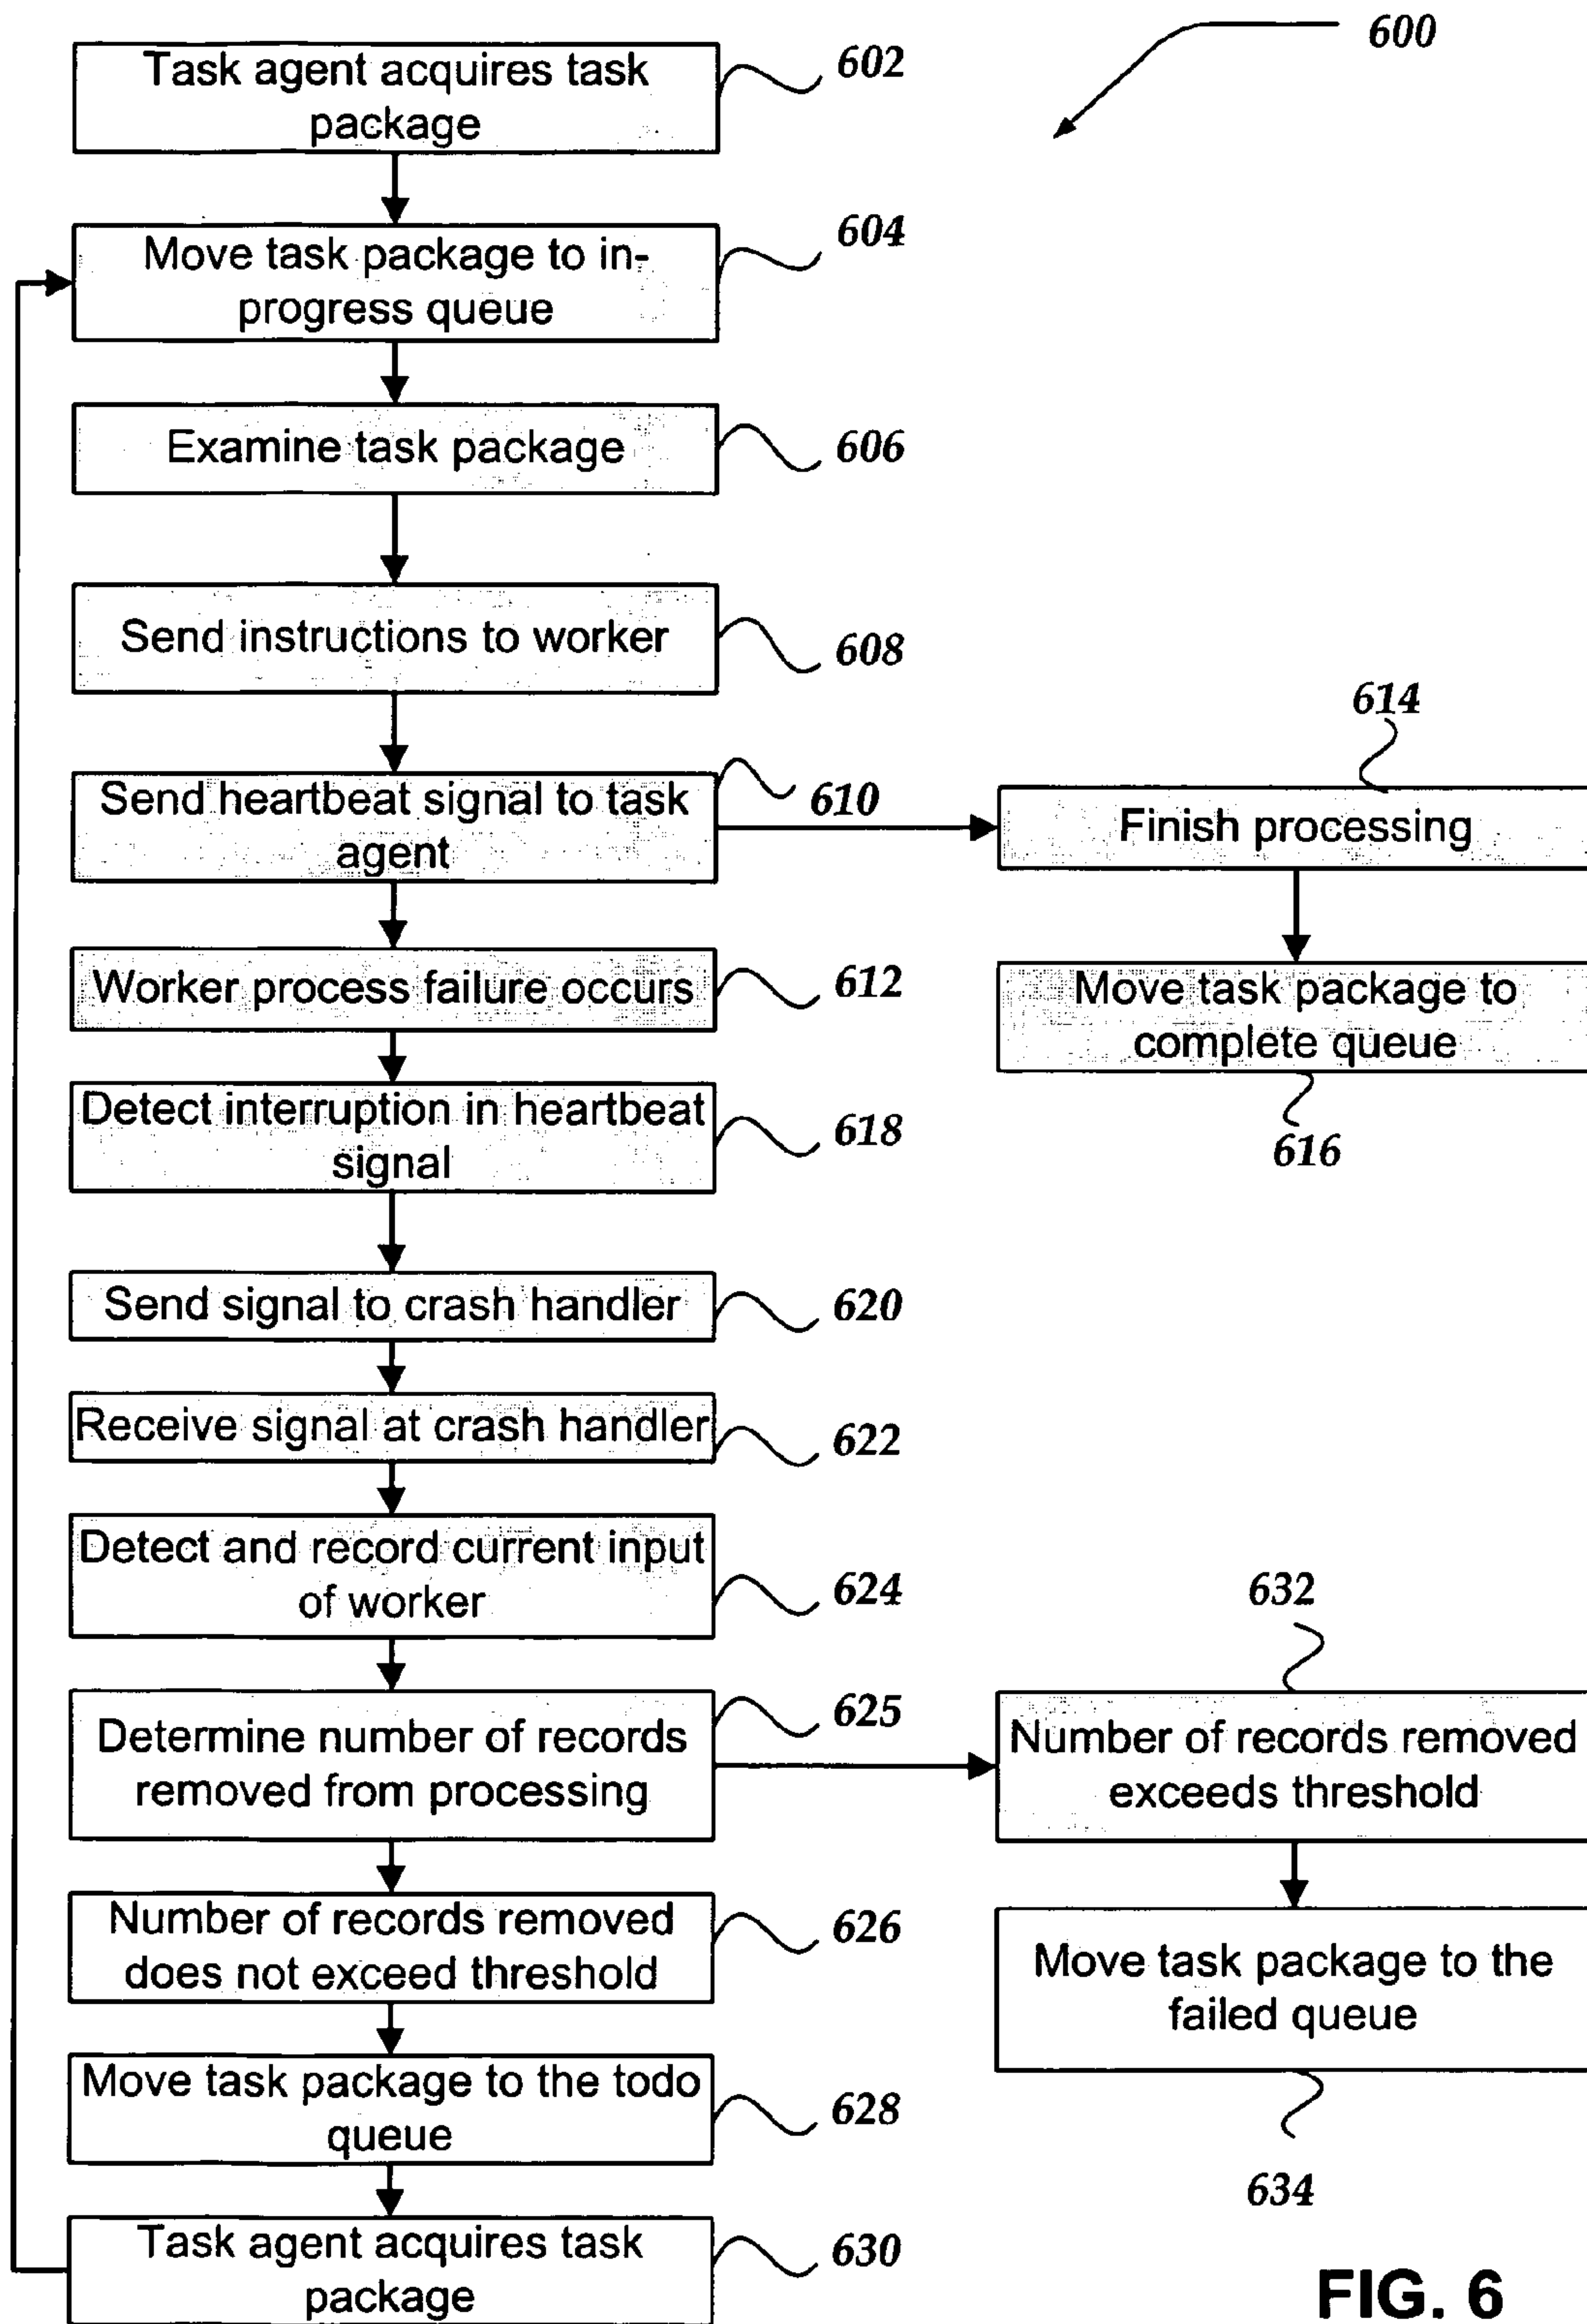 600
Task agent acquires task
package
602
Move task package to in-
progress queue
604
Examine task package
606
Send instructions to worker
608
Send heartbeat signal to task
agent
610
614
Finish processing
Worker process failure occurs
612
Move task package to
complete queue
616
Detect interruption in heartbeat
signal
618
Send signal to crash handler
620
Receive signal at crash handler
622
Detect and record current input
of worker
624
632
Determine number of records
removed from processing
625
Number of records removed
exceeds threshold
Number of records removed
does not exceed threshold
626
Move task package to the
failed queue
634
Move task package to the todo
queue
628
Task agent acquires task
package
630
FIG. 6